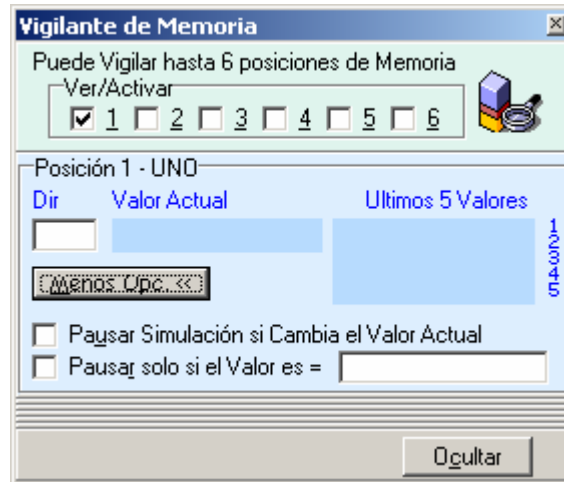 Vigilante de Memoria
Puede Vigilar hasta 6 posiciones de Memoria
Ver/Activar
1 2 3 4 5 6
Posición 1 - UNO
Dir Valor Actual Ultimos 5 Valores
1
2
3
4
5
Menos Opc. <<
Pausar Simulación si Cambia el Valor Actual
Pausar solo si el Valor es =
Ocultar